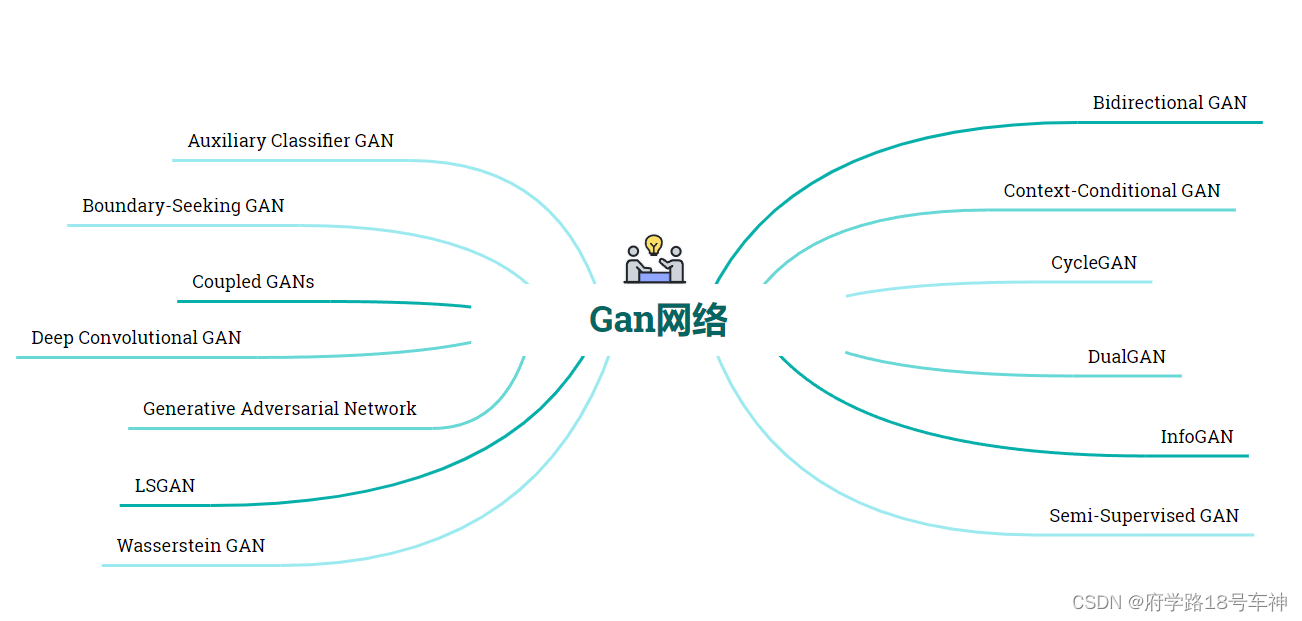 Auxiliary Classifier GAN
Boundary-Seeking GAN
Coupled GANs
Deep Convolutional GAN
Generative Adversarial Network
LSGAN
Wasserstein GAN
Gan网络
Bidirectional GAN
Context-Conditional GAN
CycleGAN
DualGAN
InfoGAN
Semi-Supervised GAN
CSDN @府学路18号车神